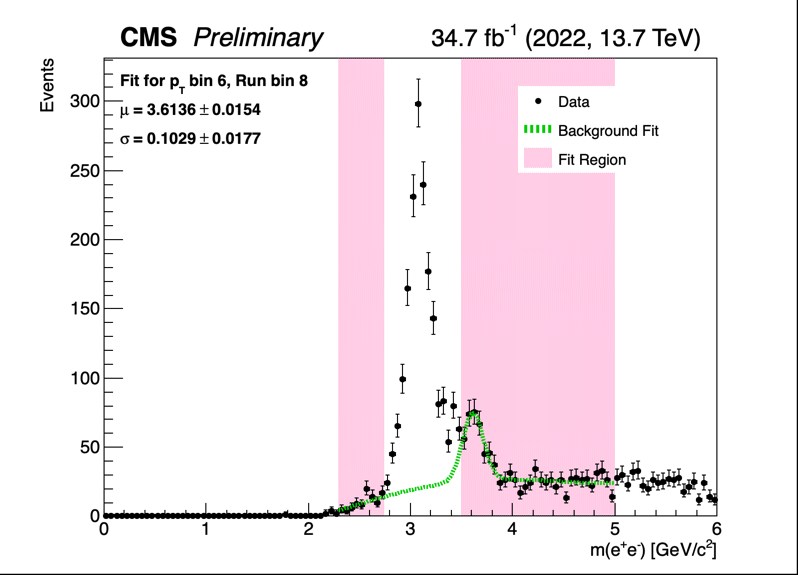 CMS Preliminary 34.7 fb⁻¹ (2022, 13.7 TeV)
Events
Fit for p_T bin 6, Run bin 8
μ = 3.6136 ± 0.0154
σ = 0.1029 ± 0.0177
Data
Background Fit
Fit Region
300
250
200
150
100
50
0
0 1 2 3 4 5 6
m(e⁺e⁻) [GeV/c²]